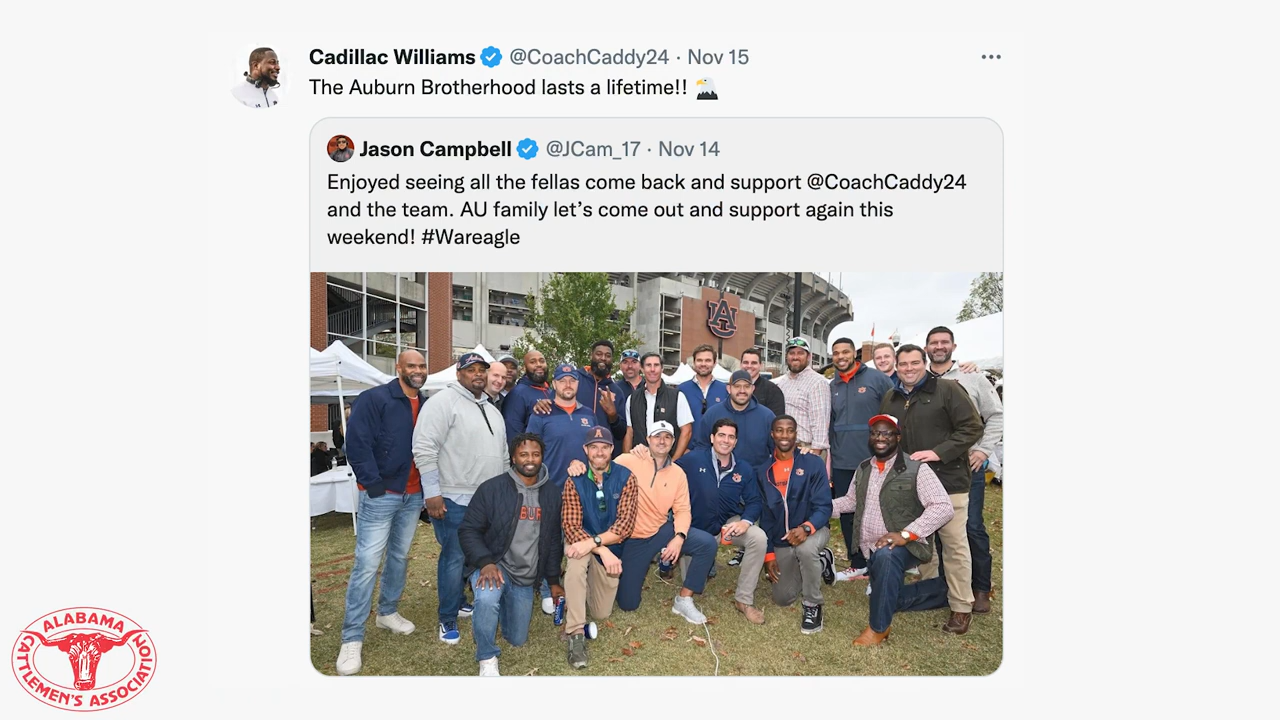 Cadillac Williams @CoachCaddy24 · Nov 15
The Auburn Brotherhood lasts a lifetime!! 🦅
Jason Campbell @JCam_17 · Nov 14
Enjoyed seeing all the fellas come back and support @CoachCaddy24
and the team. AU family let’s come out and support again this
weekend! #Wareagle
AU
BUR
ALABAMA
CATTLEMEN'S ASSOCIATION